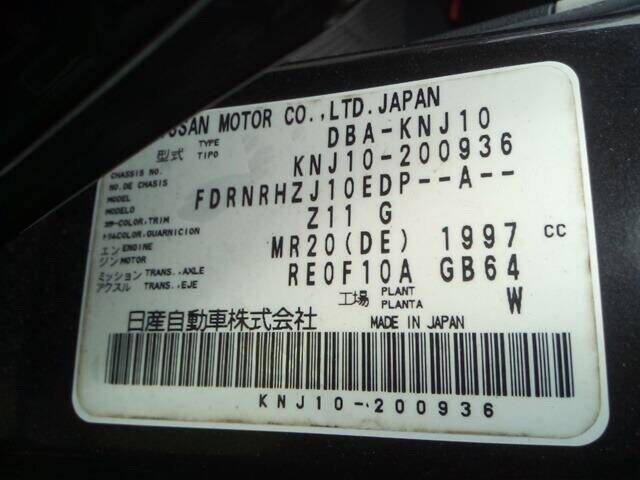 SSAN MOTOR CO.,LTD.JAPAN
型式 TYPE TIPO DBA-KNJ10
CHASSIS NO. NO.DE CHASIS KNJ10-200936
MODEL MODELO FDRNRHZJ10EDP--A--
COLOR,TRIM COLOR,GUARNICION Z11 G
エンジン ENGINE MOTOR MR20(DE) 1997 CC
ミッション アクスル TRANS.,AXLE TRANS.,EJE RE0F10A GB64
工場 PLANT PLANTA W
日産自動車株式会社 MADE IN JAPAN
KNJ10-200936